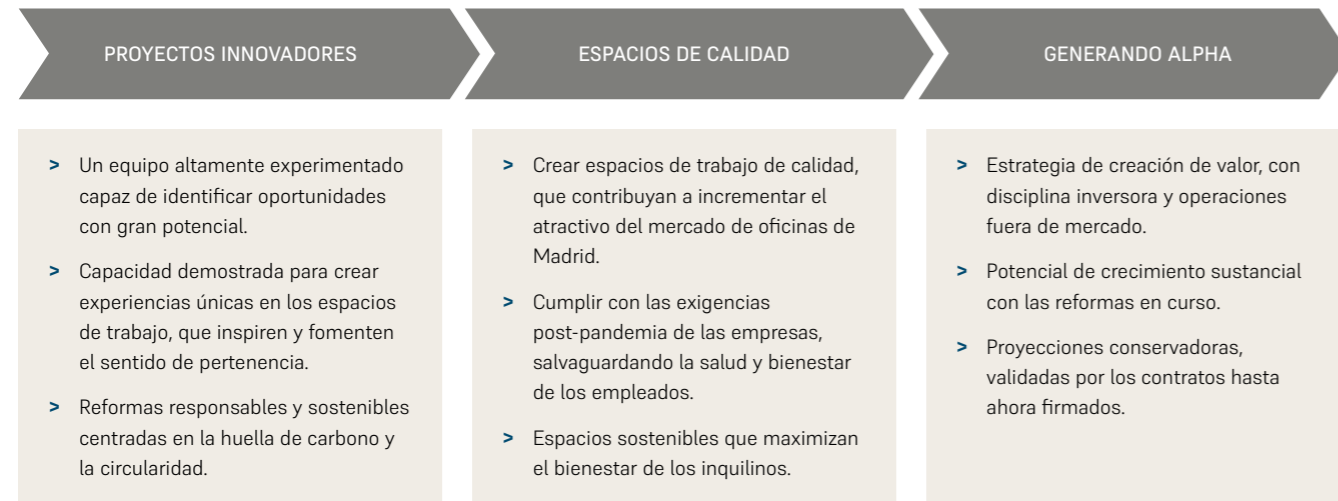 PROYECTOS INNOVADORES
> Un equipo altamente experimentado
capaz de identificar oportunidades
con gran potencial.
> Capacidad demostrada para crear
experiencias únicas en los espacios
de trabajo, que inspiren y fomenten
el sentido de pertenencia.
> Reformas responsables y sostenibles
centradas en la huella de carbono y
la circularidad.
ESPACIOS DE CALIDAD
> Crear espacios de trabajo de calidad,
que contribuyan a incrementar el
atractivo del mercado de oficinas de
Madrid.
> Cumplir con las exigencias
post-pandemia de las empresas,
salvaguardando la salud y bienestar
de los empleados.
> Espacios sostenibles que maximizan
el bienestar de los inquilinos.
GENERANDO ALPHA
> Estrategia de creación de valor, con
disciplina inversora y operaciones
fuera de mercado.
> Potencial de crecimiento sustancial
con las reformas en curso.
> Proyecciones conservadoras,
validadas por los contratos hasta
ahora firmados.